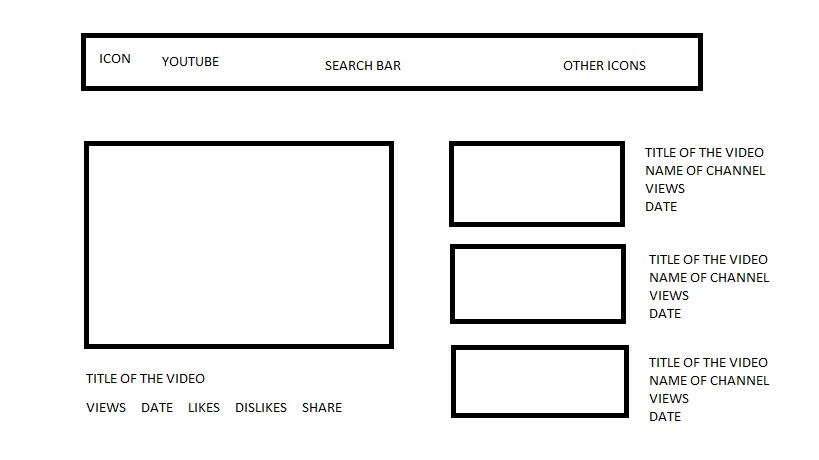 ICON YOUTUBE SEARCH BAR OTHER ICONS
TITLE OF THE VIDEO
VIEWS DATE LIKES DISLIKES SHARE
TITLE OF THE VIDEO
NAME OF CHANNEL
VIEWS
DATE
TITLE OF THE VIDEO
NAME OF CHANNEL
VIEWS
DATE
TITLE OF THE VIDEO
NAME OF CHANNEL
VIEWS
DATE